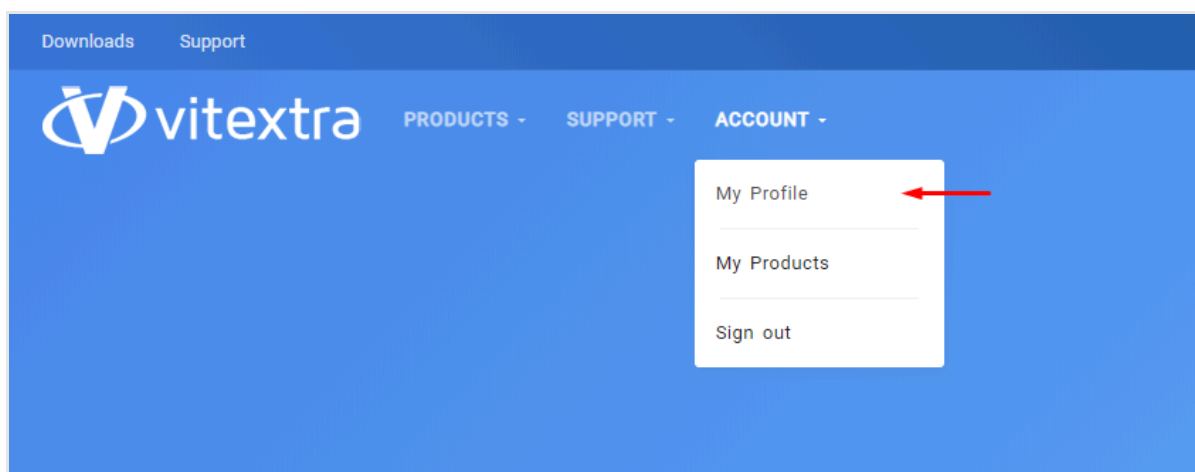 Downloads Support
vitextra PRODUCTS - SUPPORT - ACCOUNT -
My Profile
My Products
Sign out